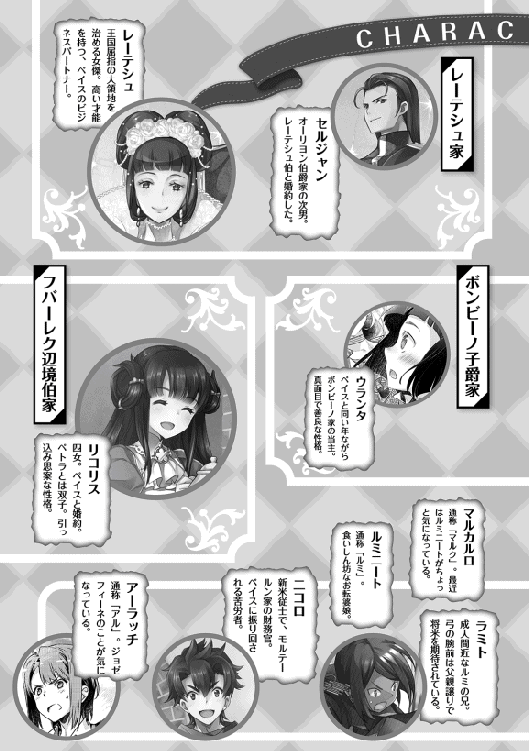 CHARAC
レーテシュ家
セルジャン
オーリヨン伯爵家の次男。
レーテシュ伯と婚約した。
レーテシュ
王国屈指の大領地を
治める女傑。高い才能
を持つ、ペイスのビジ
ネスパートナー。
ボンビーノ子爵家
ウランタ
ペイスと同い年ながら
ボンビーノ家の当主。
真面目で善良な性格。
フバーレク辺境伯家
リコリス
四女。ペイスと婚約。
ペトラとは双子。引っ
込み思案な性格。
マルカルロ
通称「マルク」。最近
はルミニートがちょっ
と気になっている。
ルミニート
通称「ルミ」。
食いしん坊なお転婆娘。
ラミト
成人間近なルミの兄。
弓の腕前は父親譲りで
将来を期待されている。
ニコロ
新米従士で、モルテー
ルン家の財務官。
ペイスに振り回さ
れる苦労者。
アーラッチ
通称「アル」。ジョゼ
フィーネのことが気に
なっている。